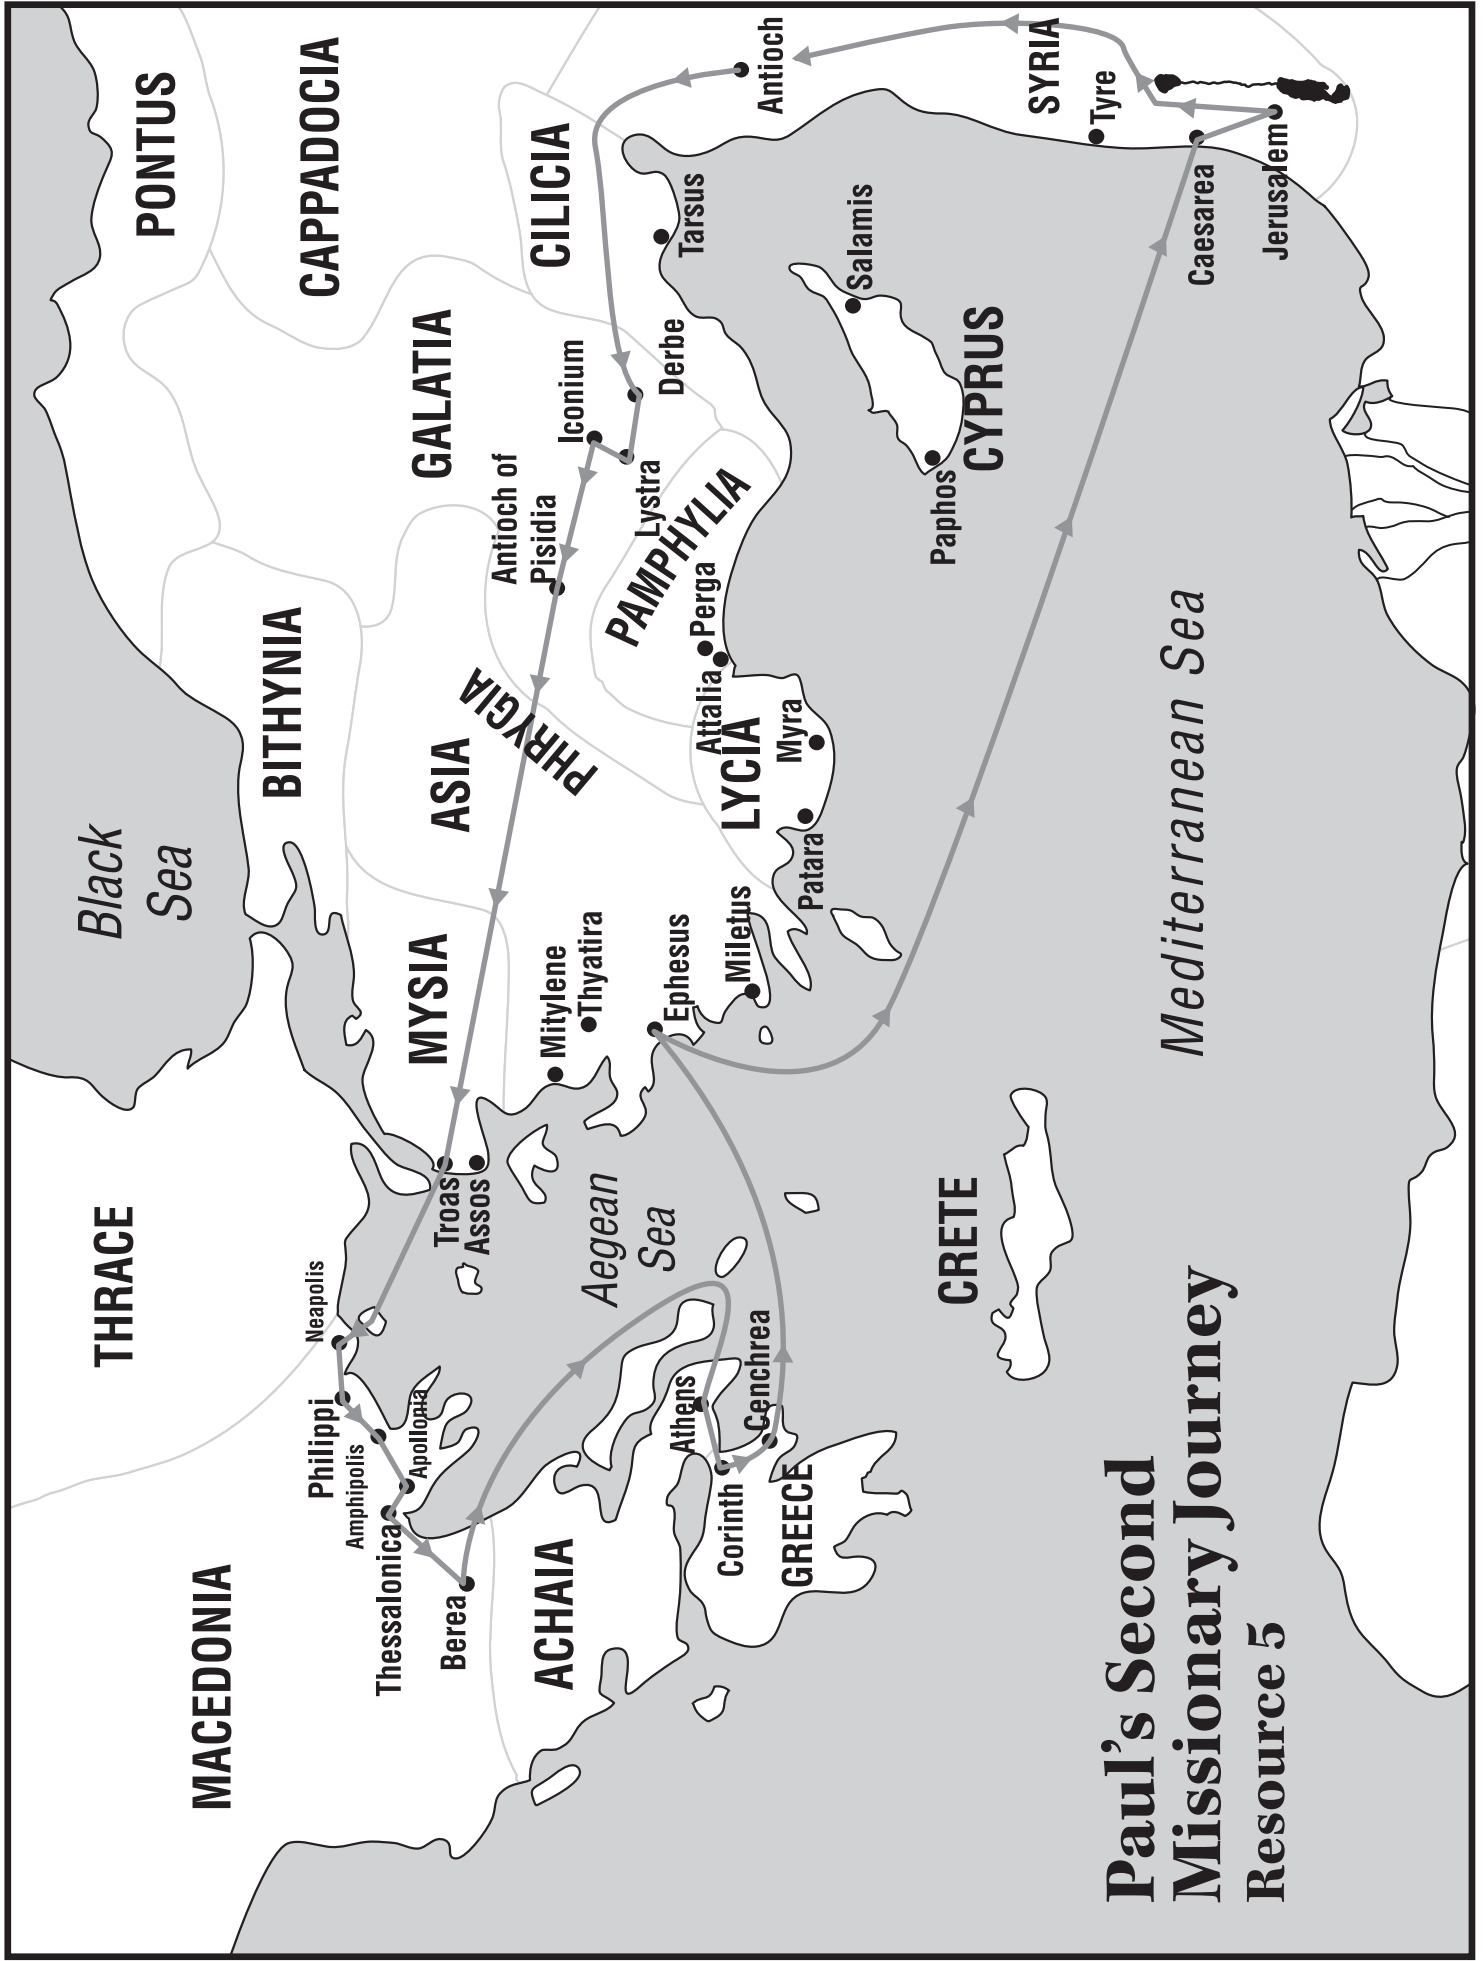 Black
Sea
PONTUS
BITHYNIA
THRACE
MACEDONIA
CAPPADOCIA
GALATIA
ASIA
MYSIA
PHRYGIA
CILICIA
Neapolis
Philippi
Amphipolis
Apollonia
Thessalonica
Berea
Troas
Assos
Antioch of
Pisidia
Iconium
Lystra
Derbe
Tarsus
Antioch
Mitylene
Thyatira
Aegean
Sea
ACHAIA
PAMPHYLIA
Perga
Attalia
LYCIA
Myra
Patara
Ephesus
Miletus
Athens
Cenchrea
Corinth
GREECE
Salamis
CYPRUS
Paphos
CRETE
SYRIA
Tyre
Caesarea
Jerusalem
Mediterranean Sea
Paul's Second
Missionary Journey
Resource 5